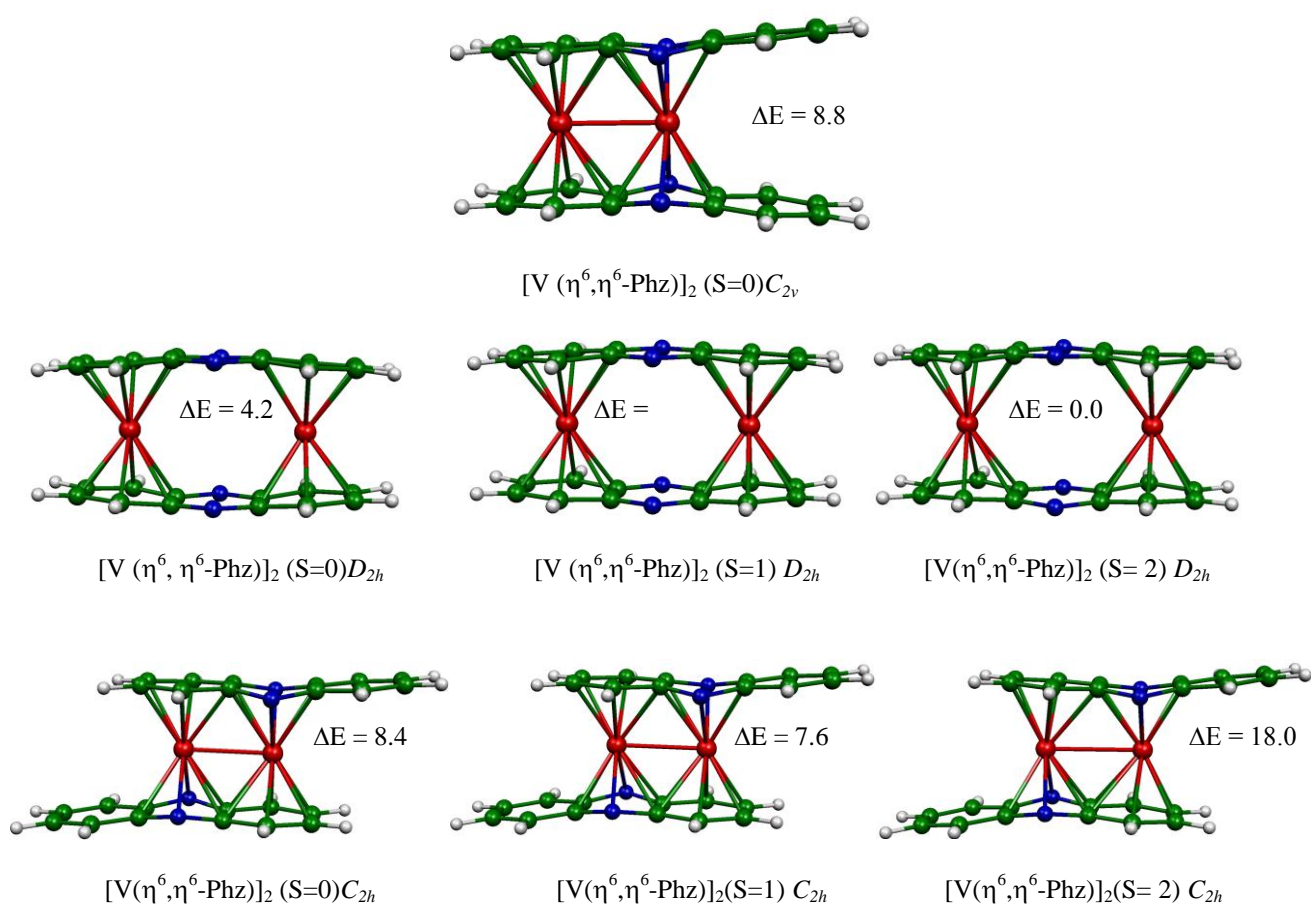 ΔE = 8.8
[V (η⁶,η⁶-Phz)]₂ (S=0)C₂ᵥ
ΔE = 4.2
ΔE =
ΔE = 0.0
[V (η⁶, η⁶-Phz)]₂ (S=0)D₂ₕ
[V (η⁶,η⁶-Phz)]₂ (S=1) D₂ₕ
[V(η⁶,η⁶-Phz)]₂ (S= 2) D₂ₕ
ΔE = 8.4
ΔE = 7.6
ΔE = 18.0
[V(η⁶,η⁶-Phz)]₂ (S=0)C₂ₕ
[V(η⁶,η⁶-Phz)]₂(S=1) C₂ₕ
[V(η⁶,η⁶-Phz)]₂(S= 2) C₂ₕ